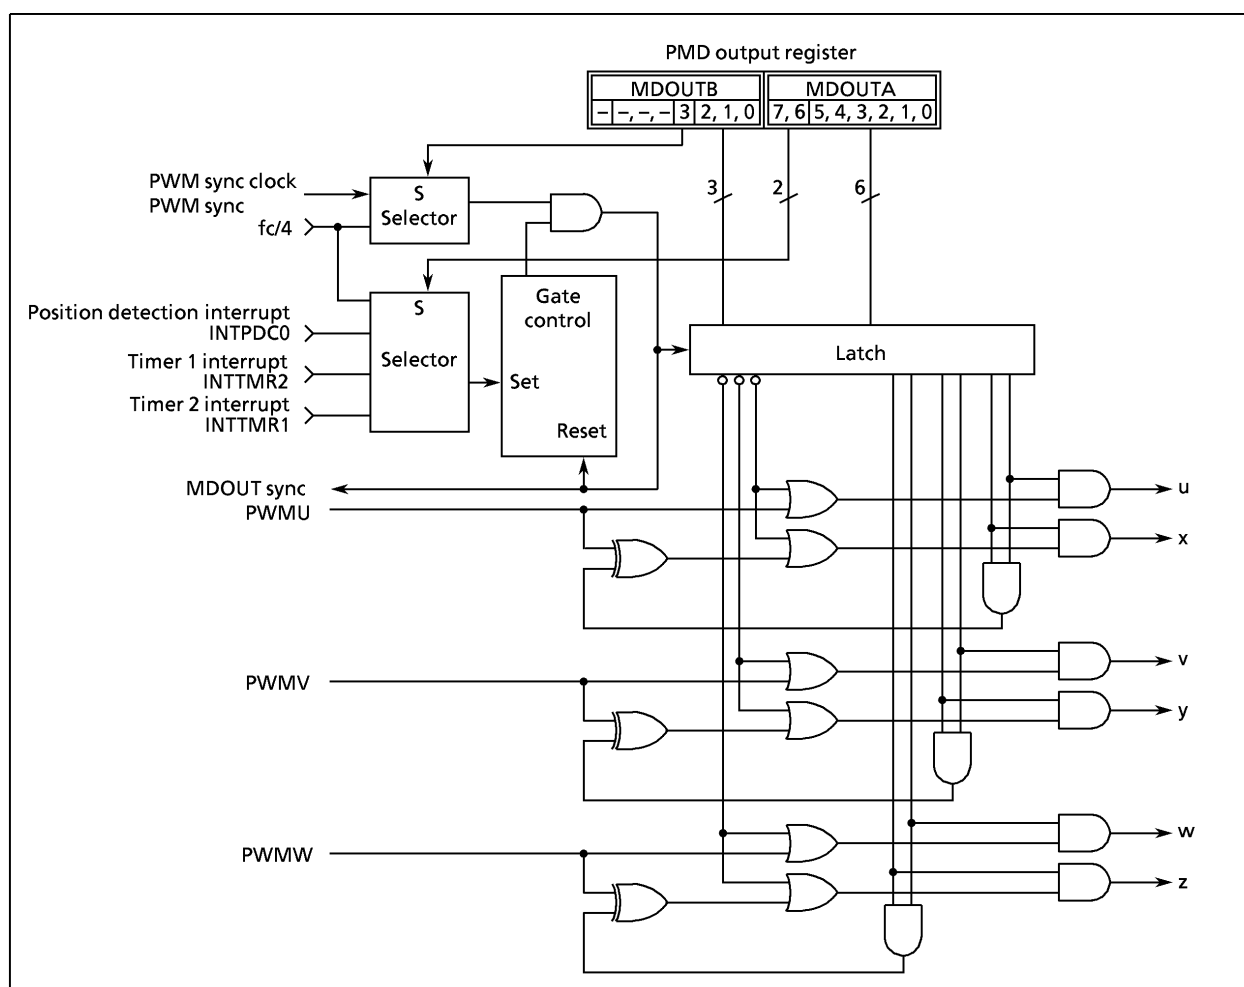 PMD output register
MDOUTB
MDOUTA
– –, –, – 3 2, 1, 0
7, 6 5, 4, 3, 2, 1, 0
PWM sync clock
PWM sync
fc/4
S
Selector
3
2
6
Position detection interrupt
INTPDC0
Timer 1 interrupt
INTTMR2
Timer 2 interrupt
INTTMR1
S
Selector
Gate
control
Set
Reset
Latch
MDOUT sync
PWMU
u
x
PWMV
v
y
PWMW
w
z